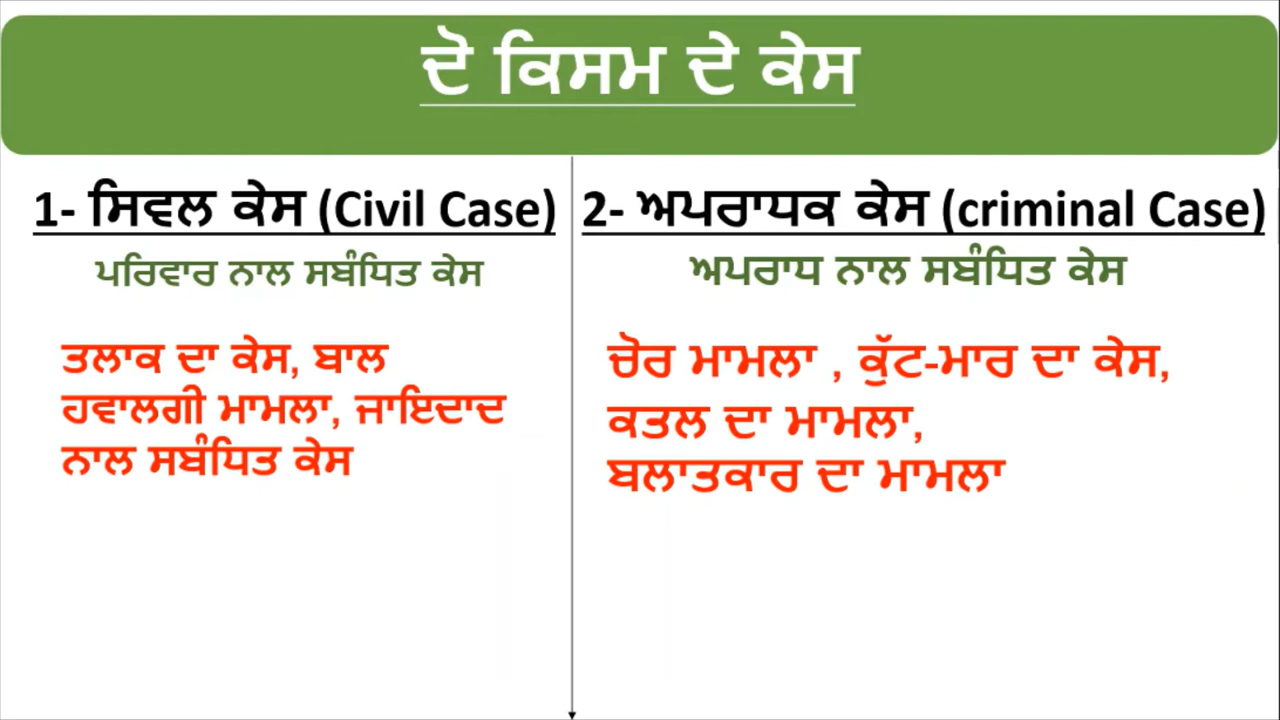 ਦੋ ਕਿਸਮ ਦੇ ਕੇਸ
1- ਸਿਵਲ ਕੇਸ (Civil Case)
ਪਰਿਵਾਰ ਨਾਲ ਸਬੰਧਿਤ ਕੇਸ
ਤਲਾਕ ਦਾ ਕੇਸ, ਬਾਲ
ਹਵਾਲਗੀ ਮਾਮਲਾ, ਜਾਇਦਾਦ
ਨਾਲ ਸਬੰਧਿਤ ਕੇਸ
2- ਅਪਰਾਧਕ ਕੇਸ (criminal Case)
ਅਪਰਾਧ ਨਾਲ ਸਬੰਧਿਤ ਕੇਸ
ਚੋਰ ਮਾਮਲਾ , ਕੁੱਟ-ਮਾਰ ਦਾ ਕੇਸ,
ਕਤਲ ਦਾ ਮਾਮਲਾ,
ਬਲਾਤਕਾਰ ਦਾ ਮਾਮਲਾ